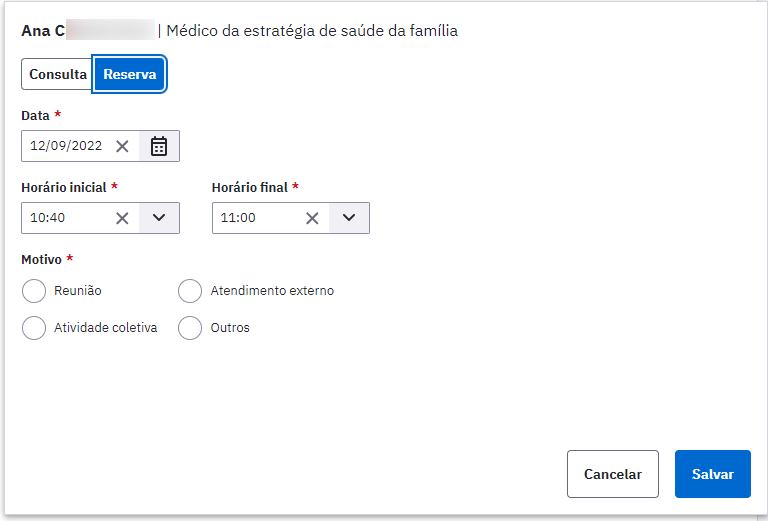 Ana C | Médico da estratégia de saúde da família
Consulta Reserva
Data *
12/09/2022
Horário inicial * Horário final *
10:40 11:00
Motivo *
Reunião Atendimento externo
Atividade coletiva Outros
Cancelar Salvar